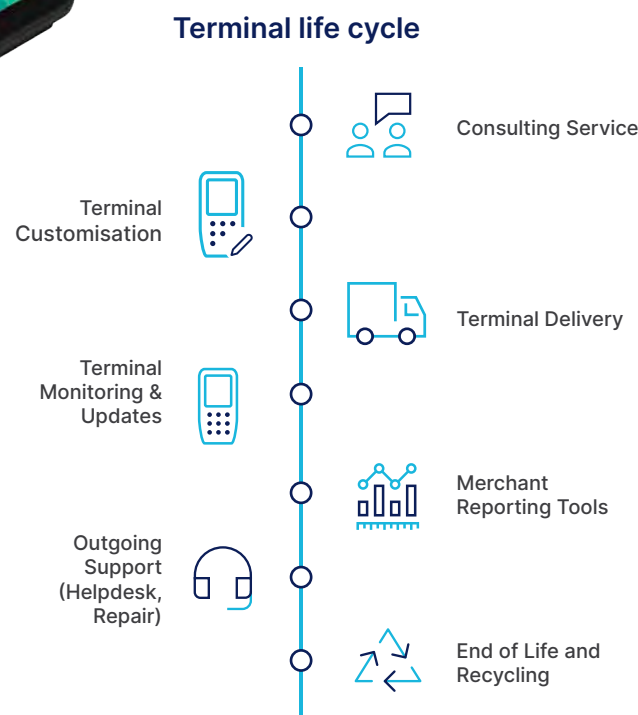 Terminal life cycle
Consulting Service
Terminal
Customisation
Terminal Delivery
Terminal
Monitoring &
Updates
Merchant
Reporting Tools
Outgoing
Support
(Helpdesk,
Repair)
End of Life and
Recycling